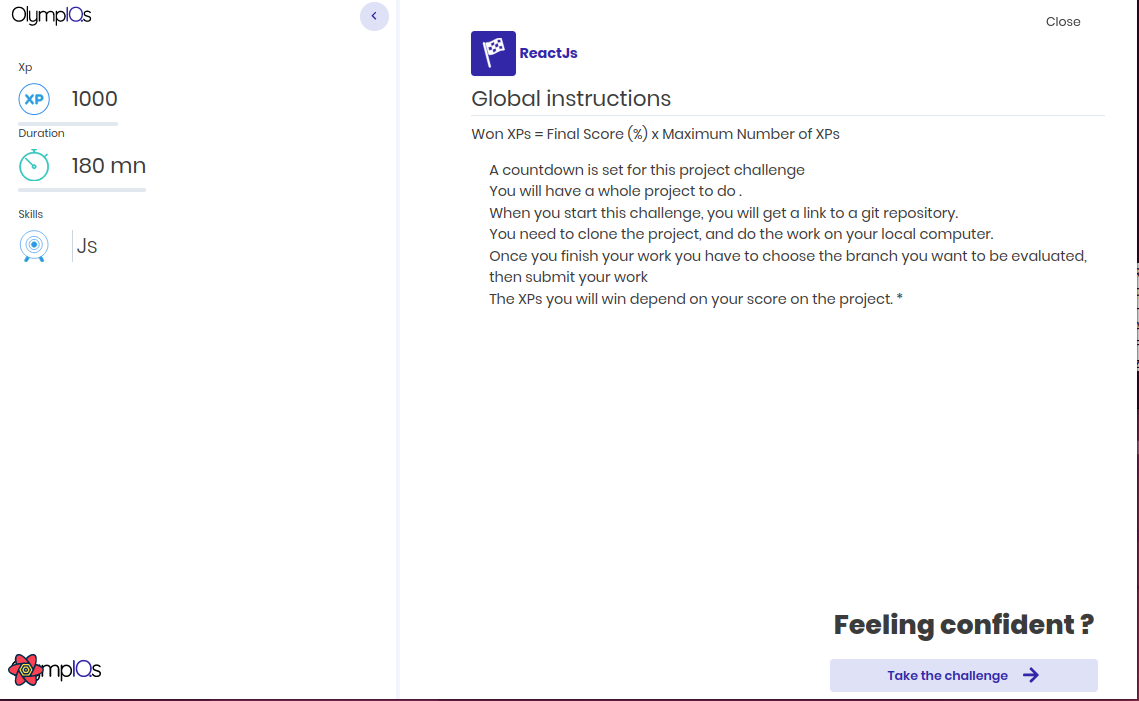 OlympIQs
Xp
XP 1000
Duration
180 mn
Skills
Js
mpIQs
Close
ReactJs
Global instructions
Won XPs = Final Score (%) x Maximum Number of XPs
A countdown is set for this project challenge
You will have a whole project to do .
When you start this challenge, you will get a link to a git repository.
You need to clone the project, and do the work on your local computer.
Once you finish your work you have to choose the branch you want to be evaluated,
then submit your work
The XPs you will win depend on your score on the project. *
Feeling confident ?
Take the challenge